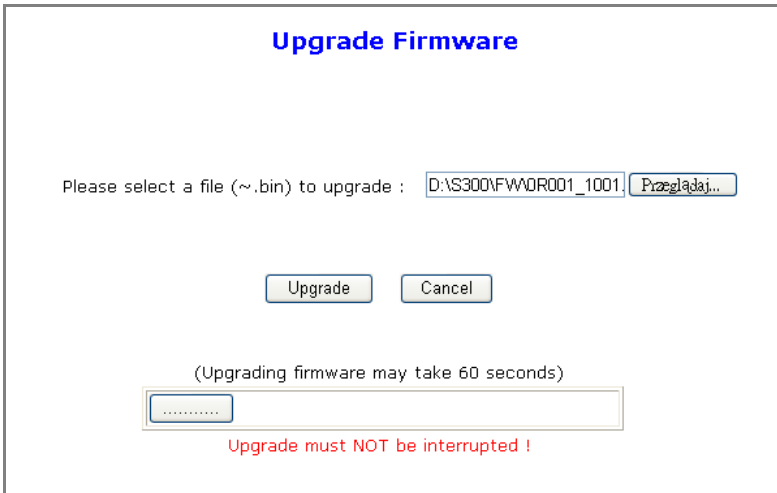 Upgrade Firmware
Please select a file (~.bin) to upgrade : D:\S300\FW\0R001_1001. Przeglądaj...
Upgrade Cancel
(Upgrading firmware may take 60 seconds)
...........
Upgrade must NOT be interrupted !